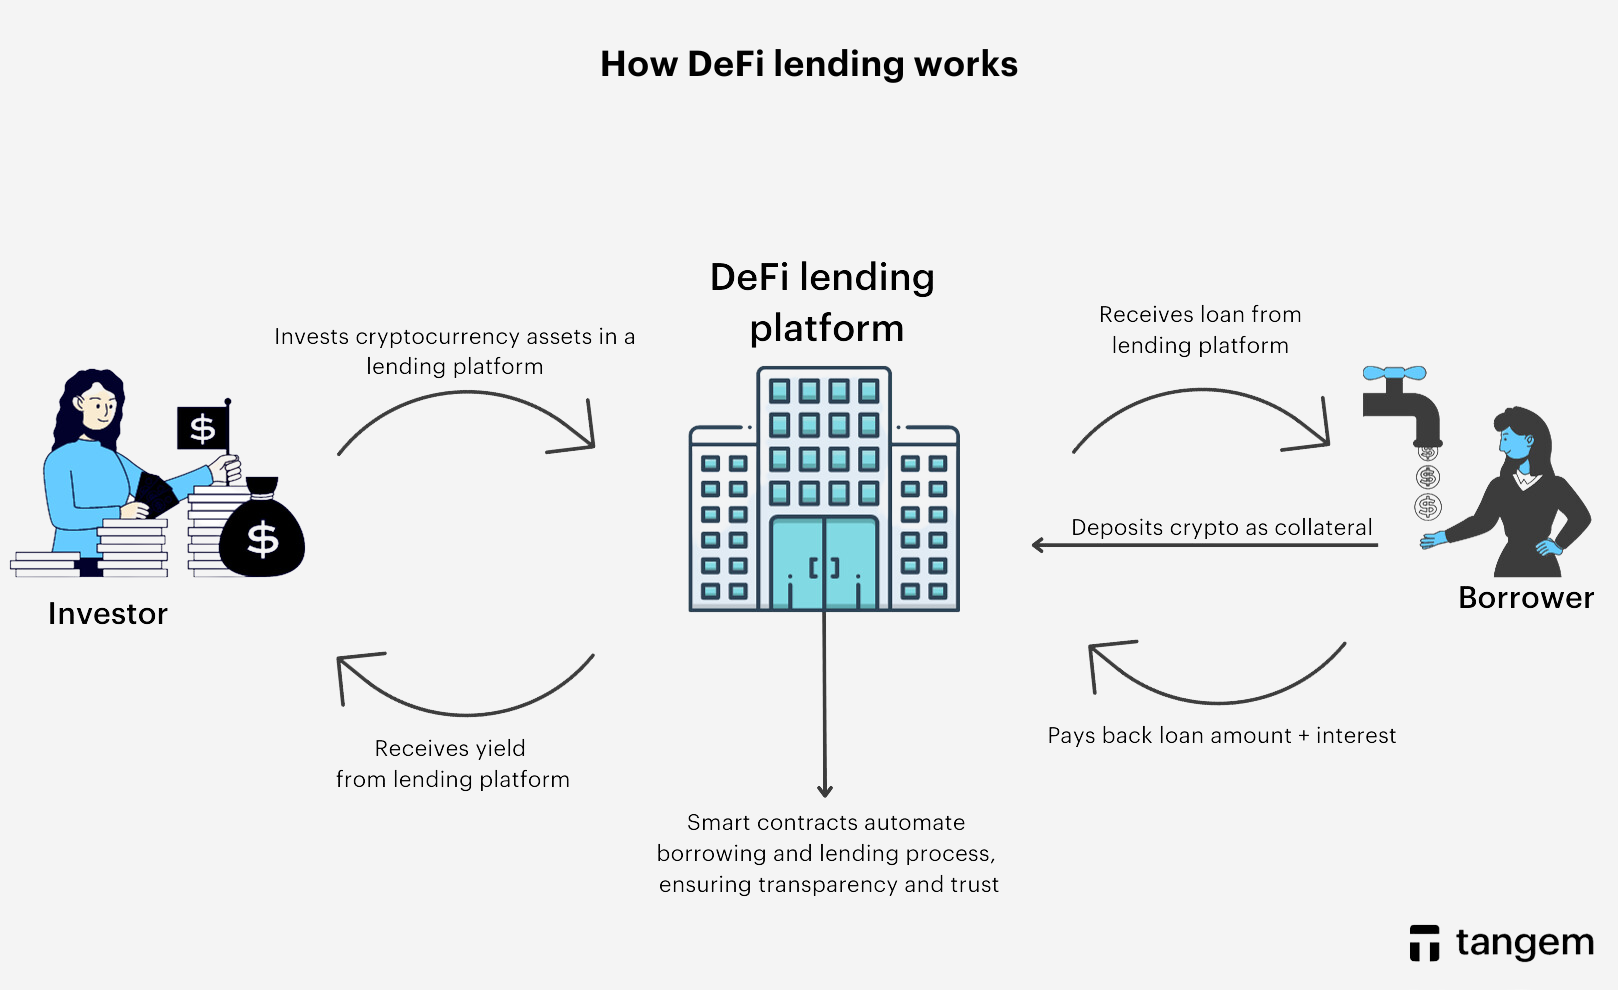 How DeFi lending works
DeFi lending
platform
Invests cryptocurrency assets in a
lending platform
Receives loan from
lending platform
$
$
$
$
$
Deposits crypto as collateral
Investor
Borrower
Receives yield
from lending platform
Pays back loan amount + interest
Smart contracts automate
borrowing and lending process,
ensuring transparency and trust
tangem